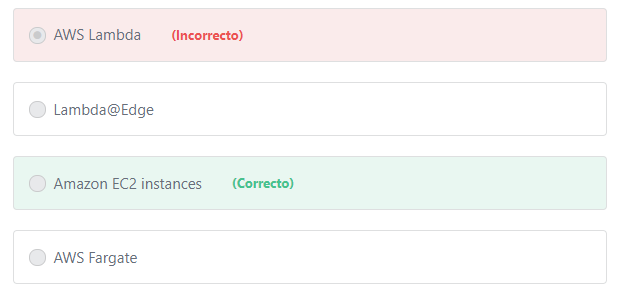 AWS Lambda (Incorrecto)
Lambda@Edge
Amazon EC2 instances (Correcto)
AWS Fargate